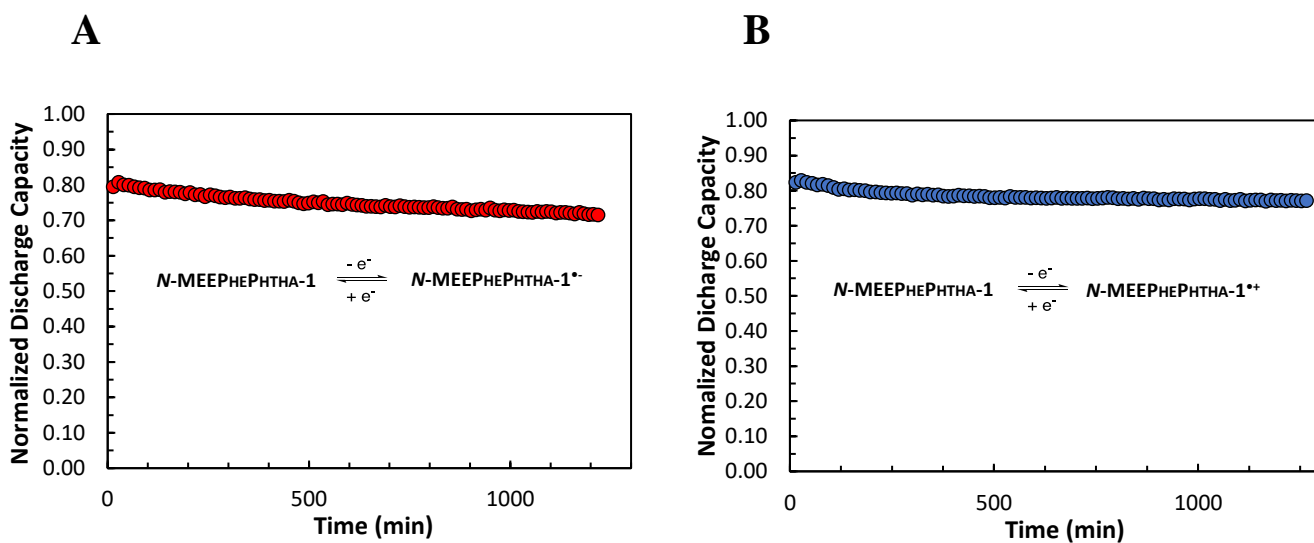 A
B
Normalized Discharge Capacity
1.00
0.90
0.80
0.70
0.60
0.50
0.40
0.30
0.20
0.10
0.00
- e-
N-MEEPHEPHTHA-1 ⇌ N-MEEPHEPHTHA-1•-
+ e-
0 500 1000
Time (min)
Nomalized Dicharge Capacity
1.00
0.90
0.80
0.70
0.60
0.50
0.40
0.30
0.20
0.10
0.00
- e-
N-MEEPHEPHTHA-1 ⇌ N-MEEPHEPHTHA-1•+
+ e-
0 500 1000
Time (min)